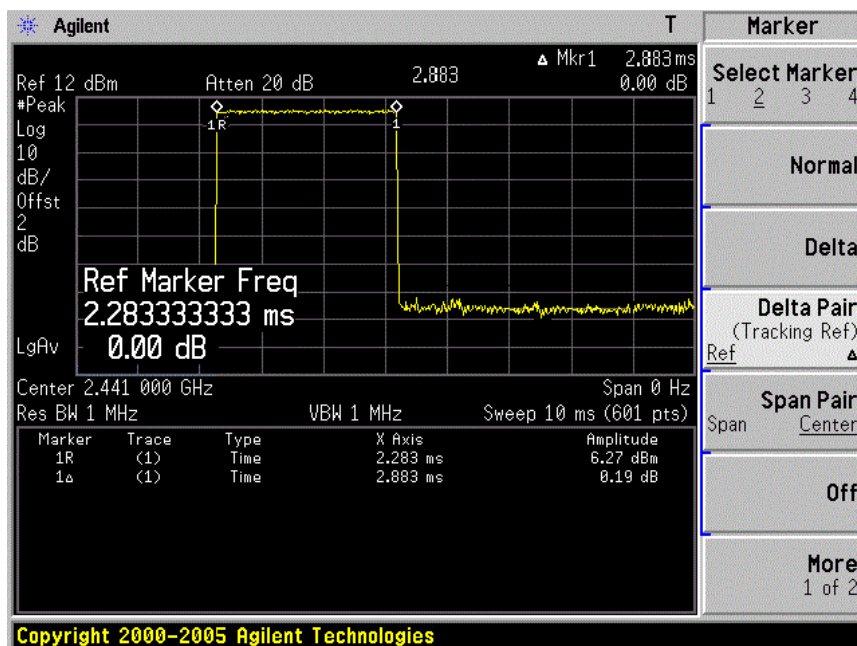 Agilent T Marker
Δ Mkr1 2.883 ms
Ref 12 dBm Atten 20 dB 2.883 0.00 dB
#Peak
Log
10
dB/
Offst
2
dB
LgAv
1R 1
Ref Marker Freq
2.283333333 ms
0.00 dB
Center 2.441 000 GHz Span 0 Hz
Res BW 1 MHz VBW 1 MHz Sweep 10 ms (601 pts)
Marker Trace Type X Axis Amplitude
1R (1) Time 2.283 ms 6.27 dBm
1Δ (1) Time 2.883 ms 0.19 dB
Select Marker
1 2 3 4
Normal
Delta
Delta Pair
(Tracking Ref)
Ref Δ
Span Pair
Span Center
Off
More
1 of 2
Copyright 2000-2005 Agilent Technologies